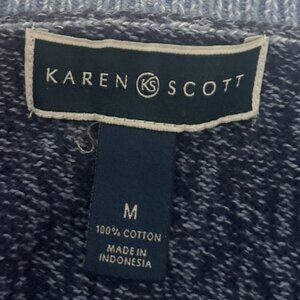 KAREN KS SCOTT
M
100% COTTON
MADE IN
INDONESIA